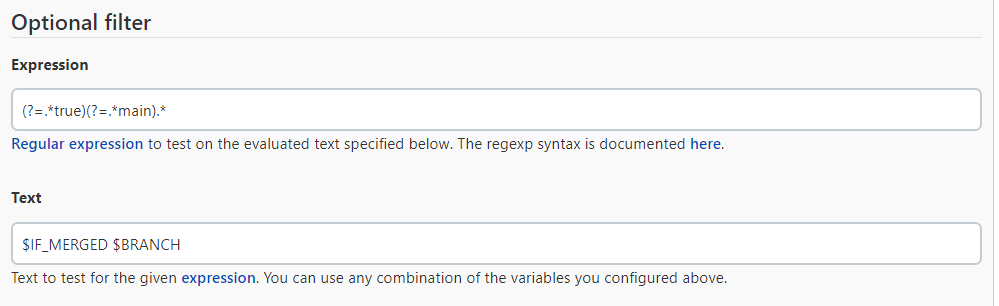 Optional filter
Expression
(?=.*true)(?=.*main).*
Regular expression to test on the evaluated text specified below. The regexp syntax is documented here.
Text
$IF_MERGED $BRANCH
Text to test for the given expression. You can use any combination of the variables you configured above.